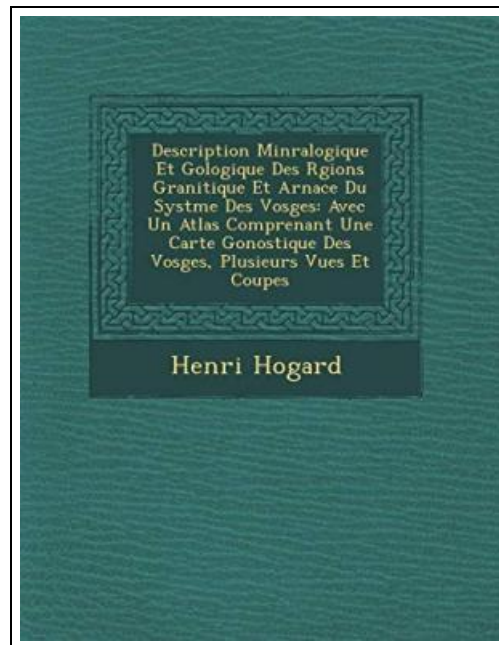 Description Minralogique
Et Gologique Des Rgions
Granitique Et Arnace Du
Systme Des Vosges: Avec
Un Atlas Comprenant Une
Carte Gonostique Des
Vosges, Plusieurs Vues Et
Coupes
Henri Hogard